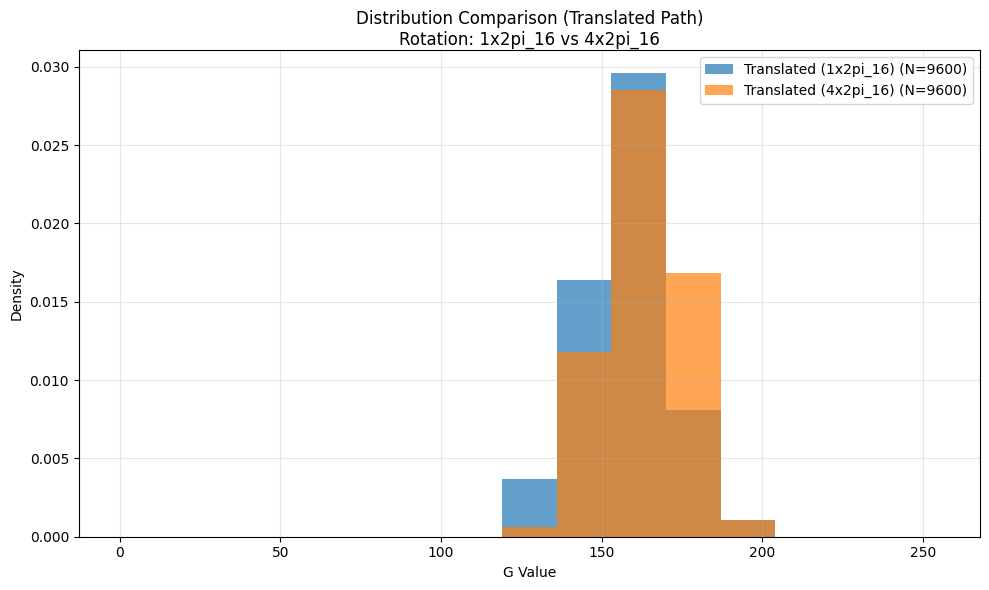 Distribution Comparison (Translated Path)
Rotation: 1x2pi_16 vs 4x2pi_16
Translated (1x2pi_16) (N=9600)
Translated (4x2pi_16) (N=9600)
0.030
0.025
0.020
0.015
0.010
0.005
0.000
Density
0 50 100 150 200 250
G Value